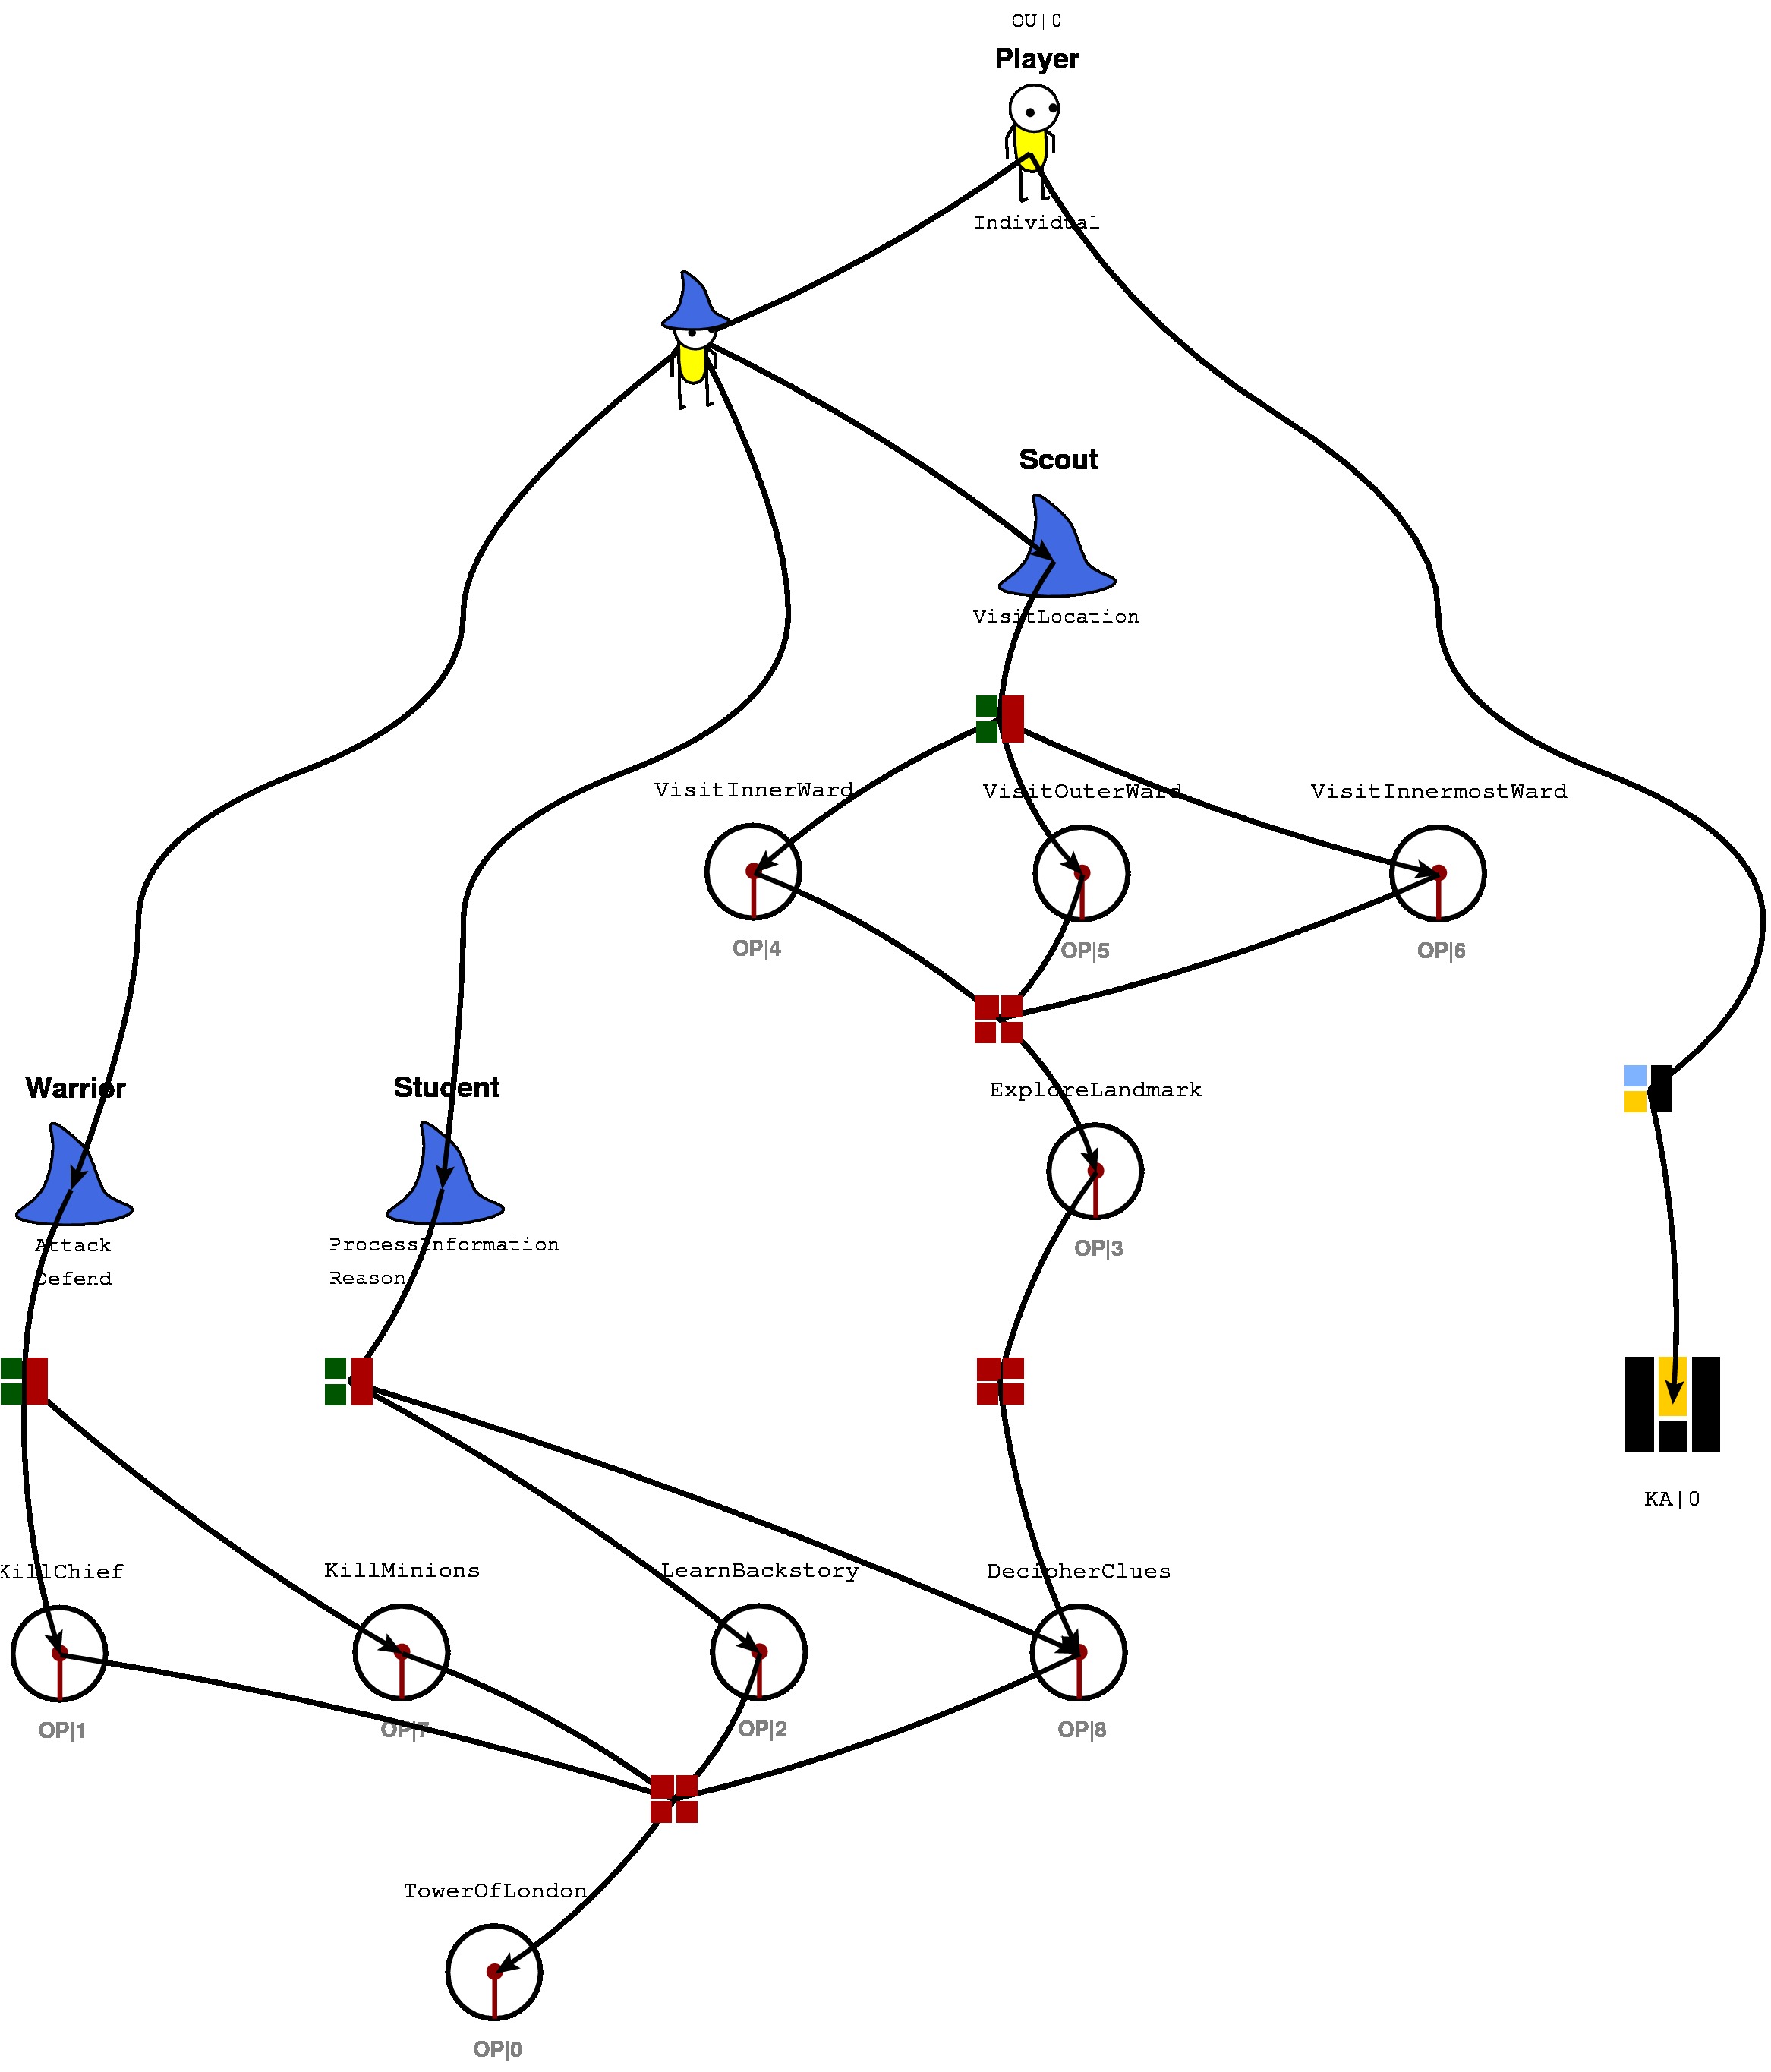 OU|0
Player
Individual
Scout
VisitLocation
VisitInnerWard
VisitOuterWard
VisitInnermostWard
OP|4
OP|5
OP|6
Warrior
Student
ExploreLandmark
Attack
Defend
ProcessInformation
Reason
OP|3
KA|0
KillChief
KillMinions
LearnBackstory
DecipherClues
OP|1
OP|7
OP|2
OP|8
TowerOfLondon
OP|0